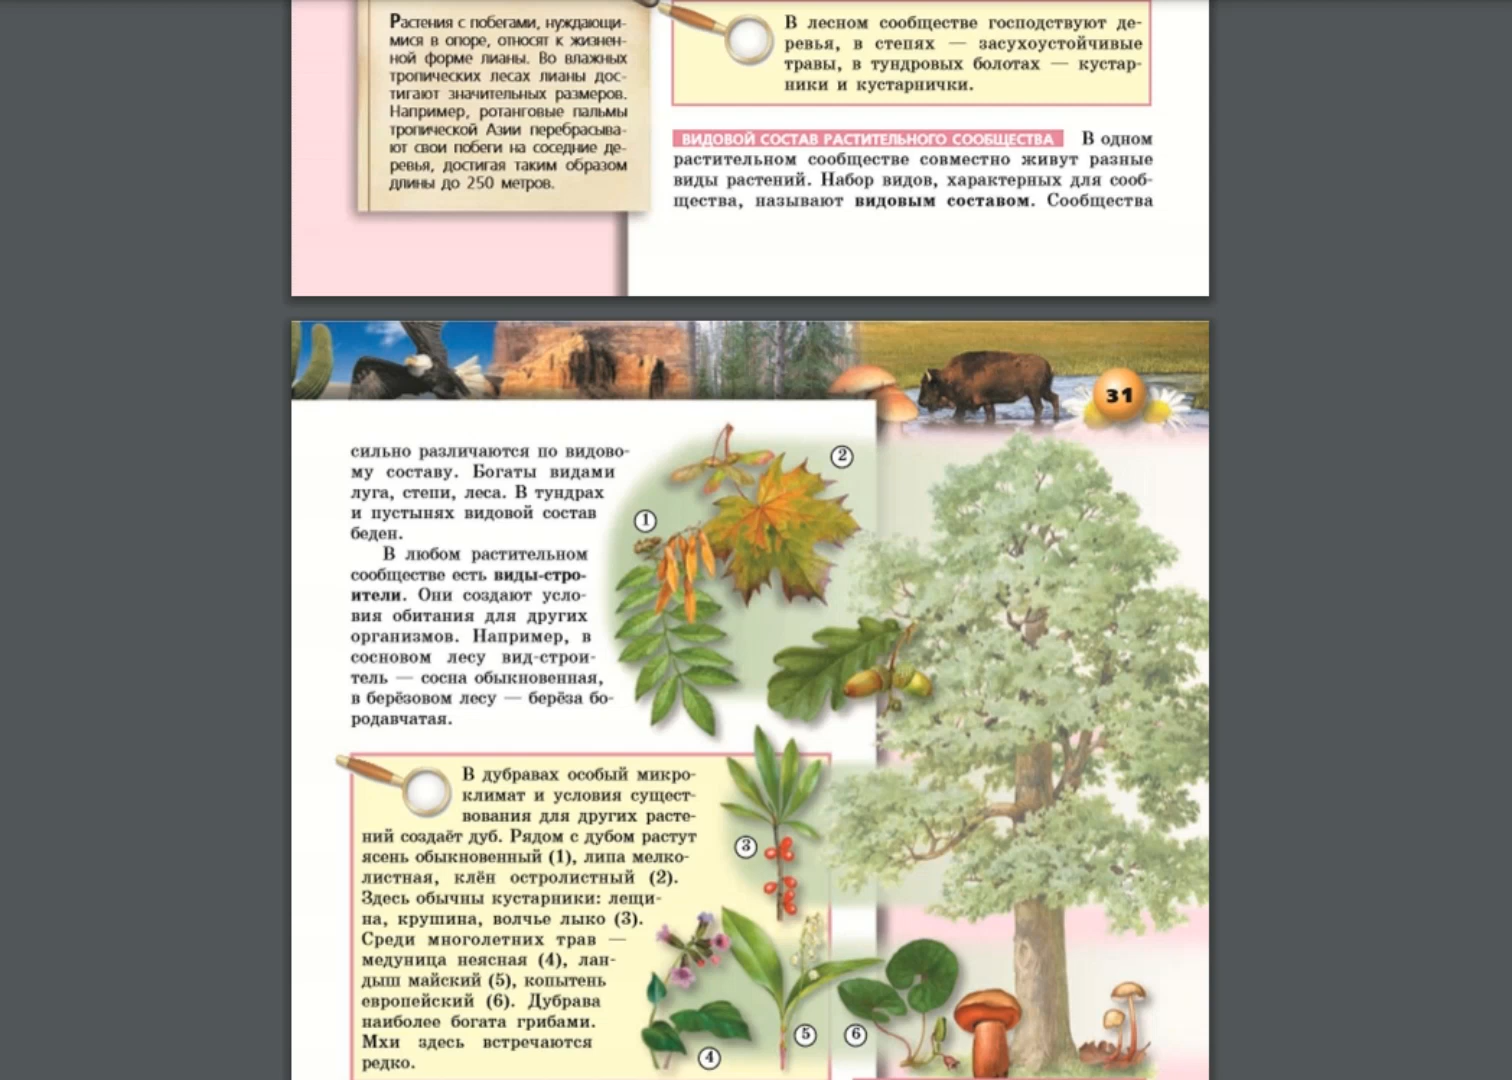 Растения с побегами, нуждающи-
мися в опоре, относят к жизнен-
ной форме лианы. Во влажных
тропических лесах лианы дос-
тигают значительных размеров.
Например, ротанговые пальмы
тропической Азии перебрасыва-
ют свои побеги на соседние де-
ревья, достигая таким образом
длины до 250 метров.
В лесном сообществе господствуют де-
ревья, в степях — засухоустойчивые
травы, в тундровых болотах — кустар-
ники и кустарнички.
ВИДОВОЙ СОСТАВ РАСТИТЕЛЬНОГО СООБЩЕСТВА В одном
растительном сообществе совместно живут разные
виды растений. Набор видов, характерных для сооб-
щества, называют видовым составом. Сообщества
31
сильно различаются по видово-
му составу. Богаты видами
луга, степи, леса. В тундрах
и пустынях видовой состав
беден.
В любом растительном
сообществе есть виды-стро-
ители. Они создают усло-
вия обитания для других
организмов. Например, в
сосновом лесу вид-строи-
тель — сосна обыкновенная,
в берёзовом лесу — берёза бо-
родавчатая.
2
1
В дубравах особый микро-
климат и условия сущест-
вования для других расте-
ний создаёт дуб. Рядом с дубом растут
ясень обыкновенный (1), липа мелко-
листная, клён остролистный (2).
Здесь обычны кустарники: лещи-
на, крушина, волчье лыко (3).
Среди многолетних трав —
медуница неясная (4), лан-
дыш майский (5), копытень
европейский (6). Дубрава
наиболее богата грибами.
Мхи здесь встречаются
редко.
3
5
6
4